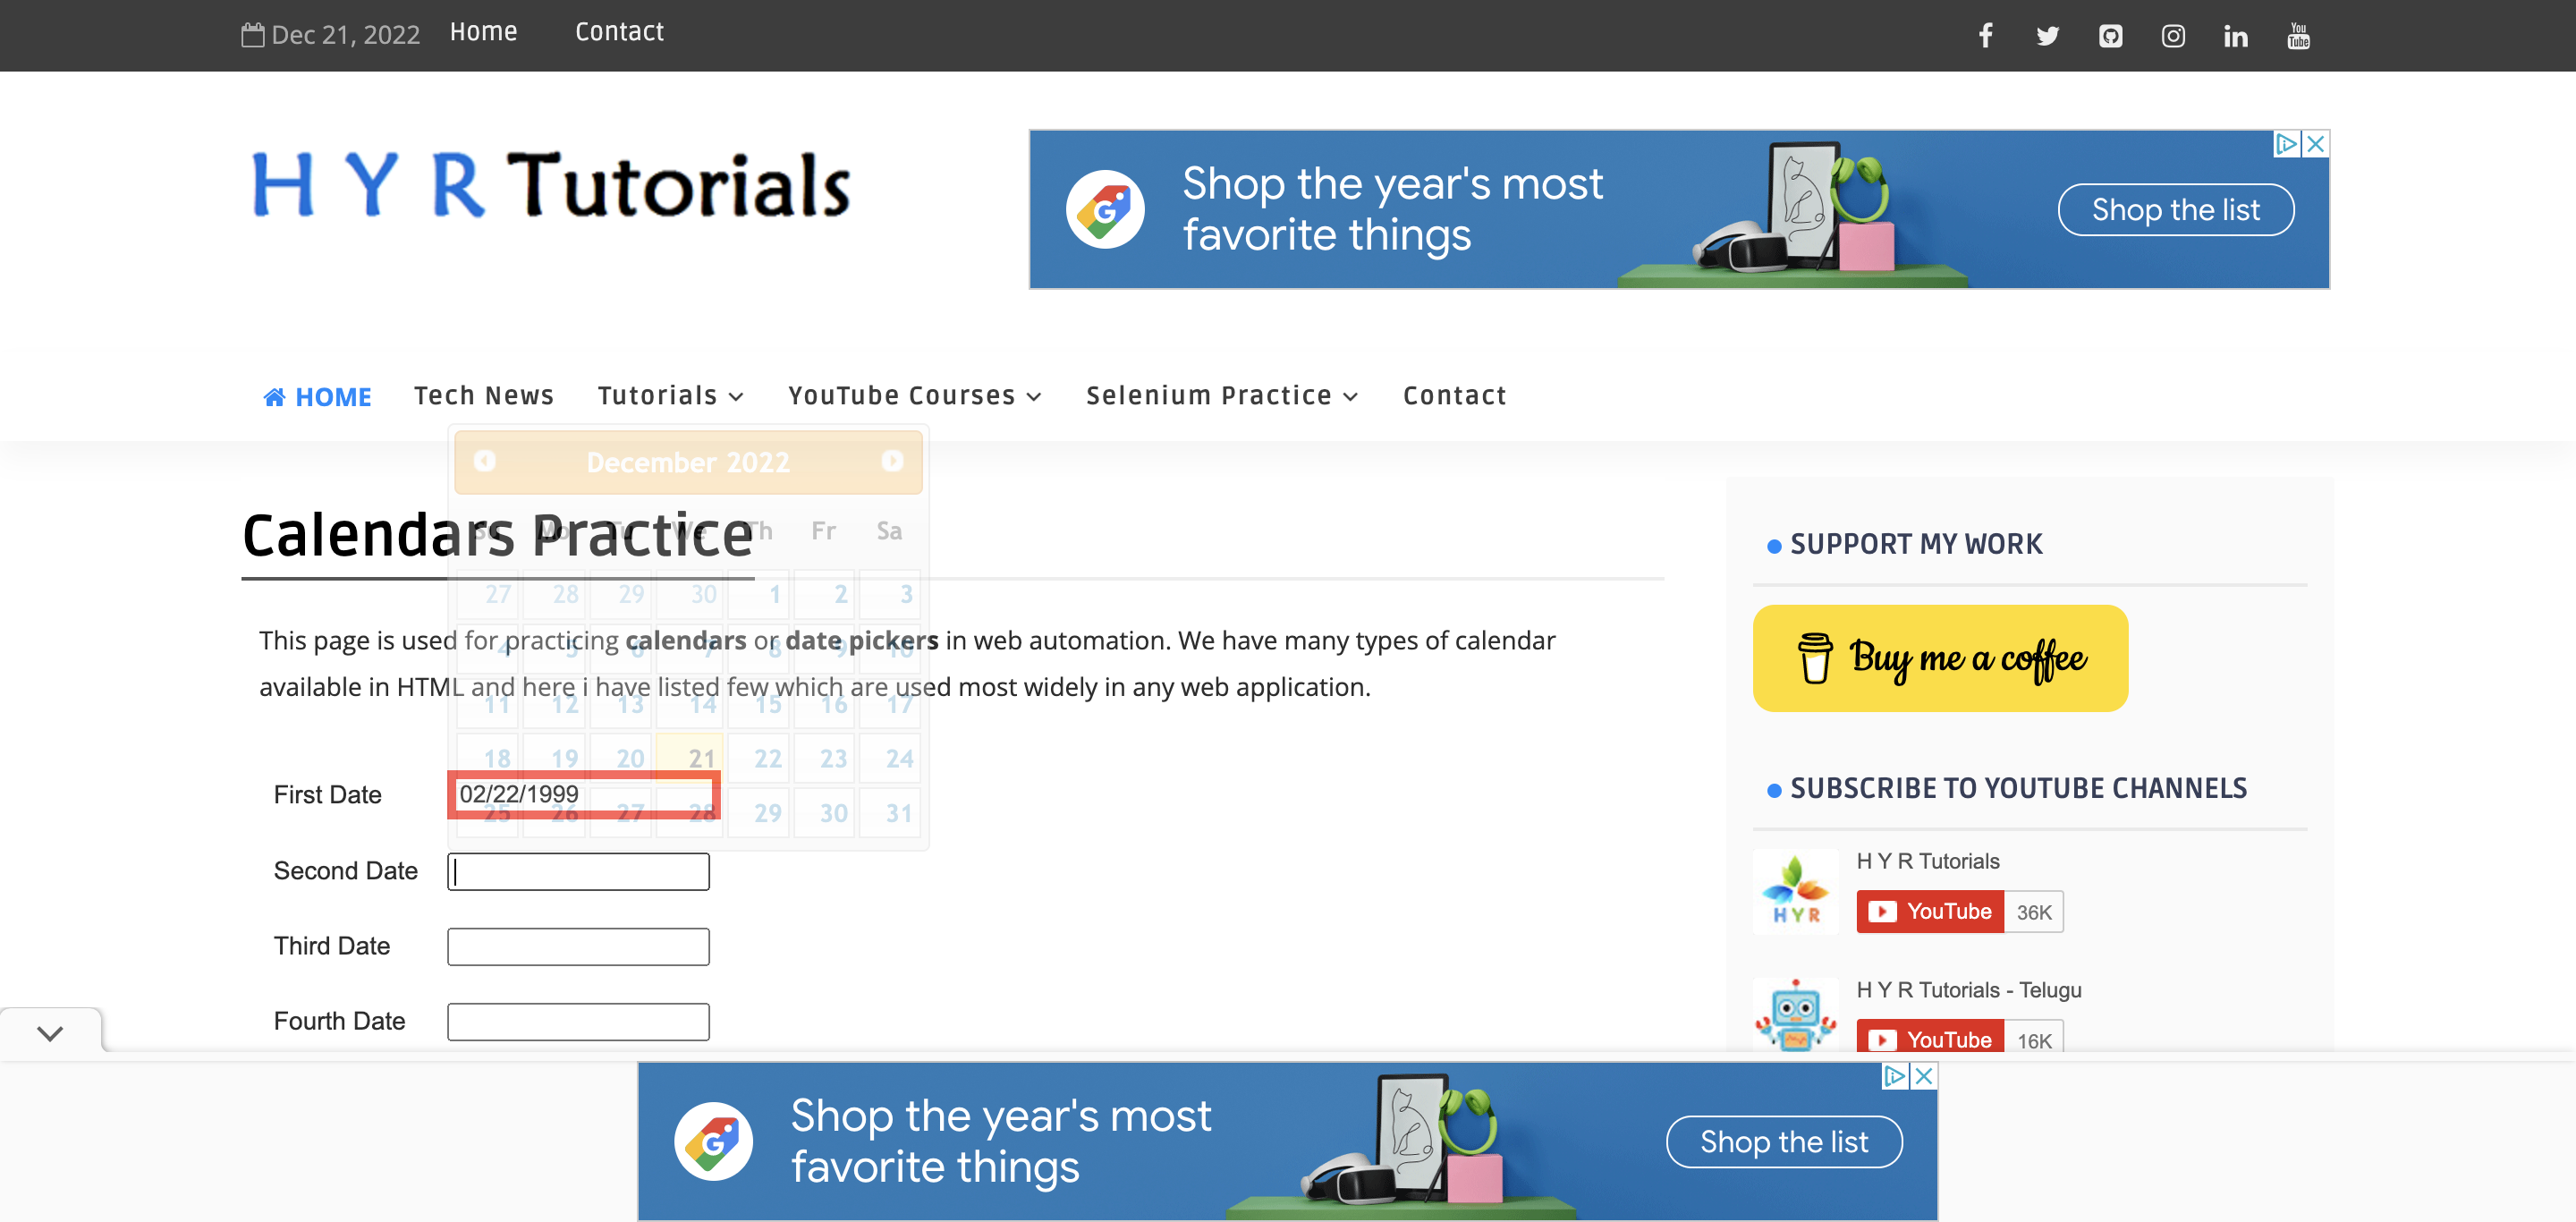 Dec 21, 2022 Home Contact
You
Tube
H Y R Tutorials
Shop the year's most
favorite things
Shop the list
HOME Tech News Tutorials YouTube Courses Selenium Practice Contact
December 2022
Su Mo Tu We Th Fr Sa
27 28 29 30 1 2 3
4 5 6 7 8 9 10
11 12 13 14 15 16 17
18 19 20 21 22 23 24
25 26 27 28 29 30 31
Calendars Practice
This page is used for practicing calendars or date pickers in web automation. We have many types of calendar
available in HTML and here i have listed few which are used most widely in any web application.
First Date 02/22/1999
Second Date
Third Date
Fourth Date
SUPPORT MY WORK
Buy me a coffee
SUBSCRIBE TO YOUTUBE CHANNELS
H Y R Tutorials
HYR
YouTube 36K
H Y R Tutorials - Telugu
YouTube 16K
Shop the year's most
favorite things
Shop the list